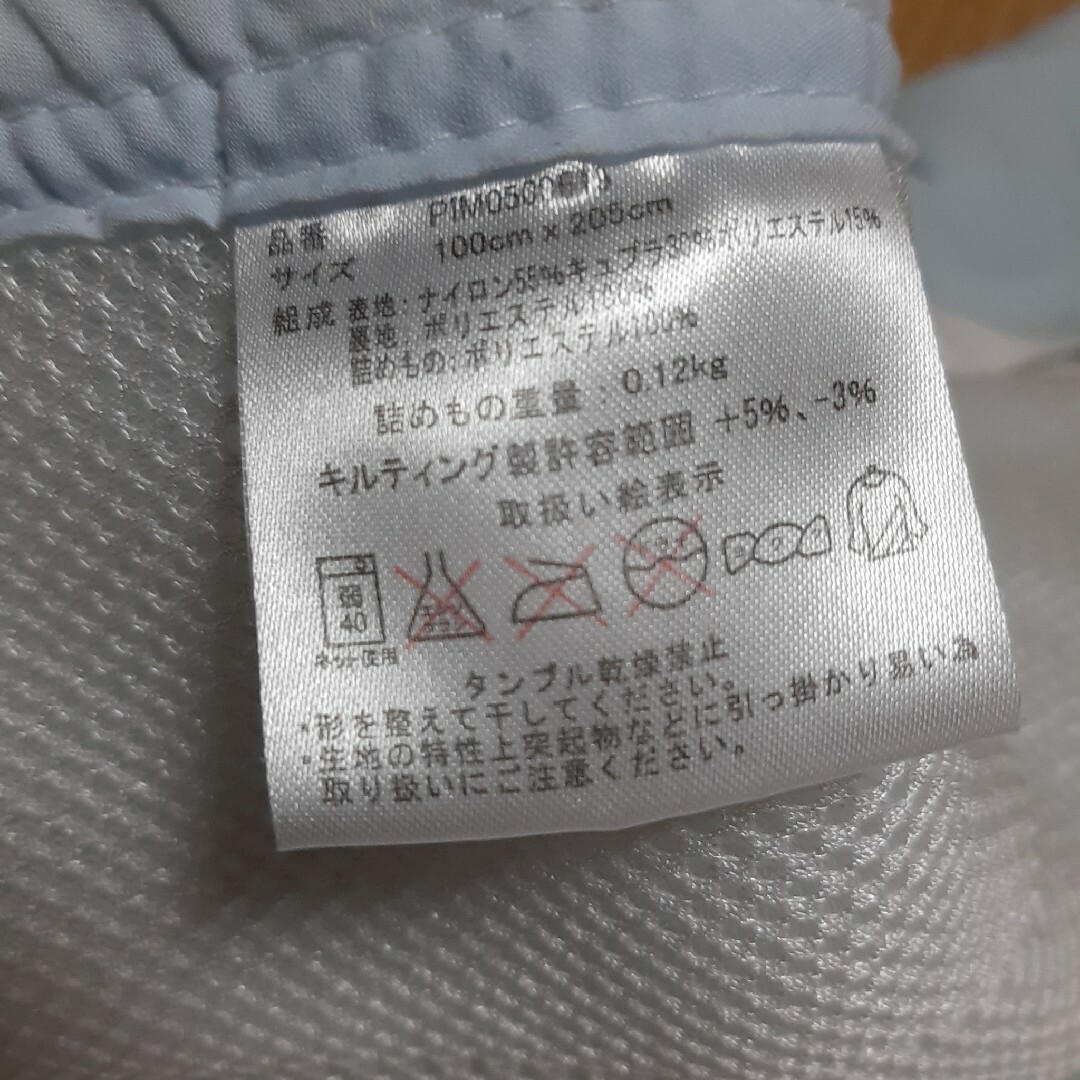 品番
サイズ 100cm x 205cm
組成 表地:ナイロン55%キュプラ30%ポリエステル15%
裏地:ポリエステル100%
詰めもの:ポリエステル100%
詰めもの重量:0.12kg
キルティング製許容範囲 +5%、-3%
取扱い絵表示
弱
40
ネット使用
タンブル乾燥禁止
・形を整えて干してください。
・生地の特性上突起物などに引っ掛かり易い為
取り扱いにご注意ください。